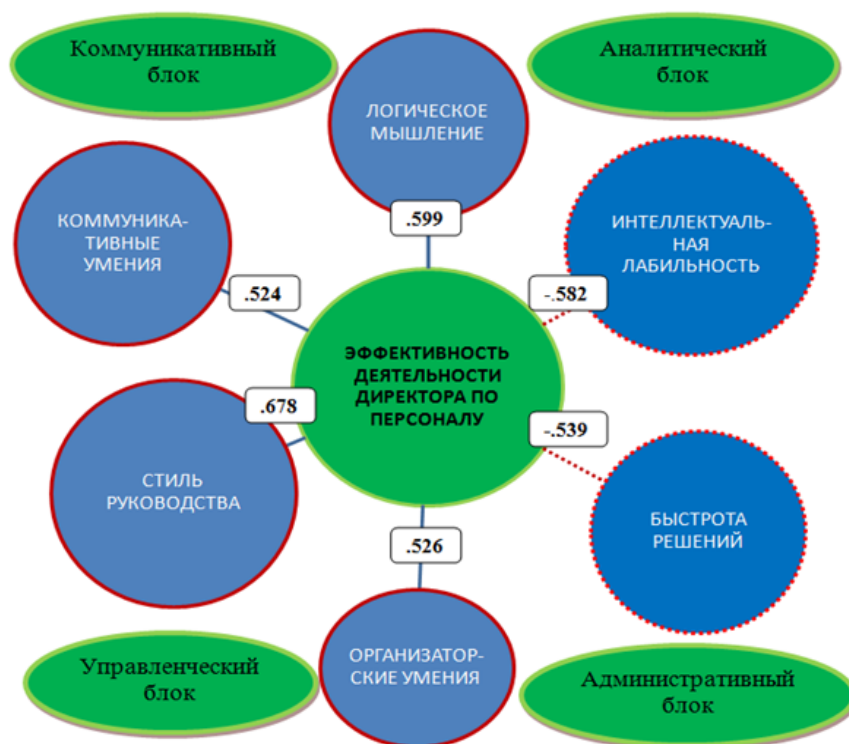 Коммуникативный
блок
Аналитический
блок
ЛОГИЧЕСКОЕ
МЫШЛЕНИЕ
КОММУНИКА-
ТИВНЫЕ
УМЕНИЯ
ИНТЕЛЛЕКТУАЛЬ-
НАЯ
ЛАБИЛЬНОСТЬ
.599
.524
-.582
ЭФФЕКТИВНОСТЬ
ДЕЯТЕЛЬНОСТИ
ДИРЕКТОРА ПО
ПЕРСОНАЛУ
.678
-.539
СТИЛЬ
РУКОВОДСТВА
БЫСТРОТА
РЕШЕНИЙ
.526
ОРГАНИЗАТОР-
СКИЕ УМЕНИЯ
Управленческий
блок
Административный
блок